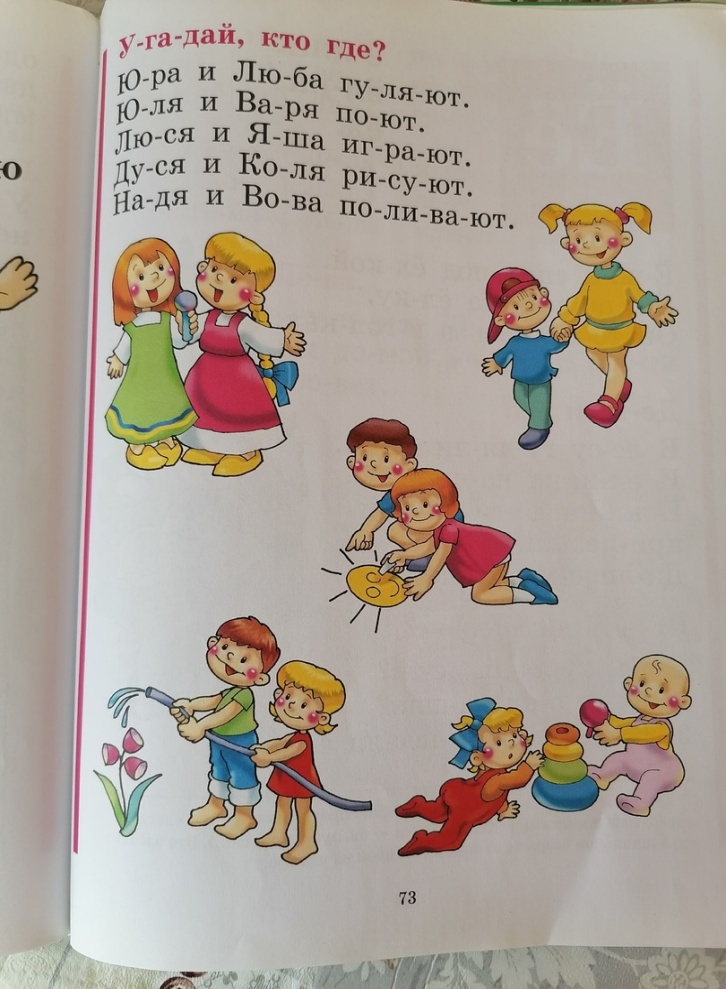 У-га-дай, кто где?
Ю-ра и Лю-ба гу-ля-ют.
Ю-ля и Ва-ря по-ют.
Лю-ся и Я-ша иг-ра-ют.
Ду-ся и Ко-ля ри-су-ют.
На-дя и Во-ва по-ли-ва-ют.
ю
73